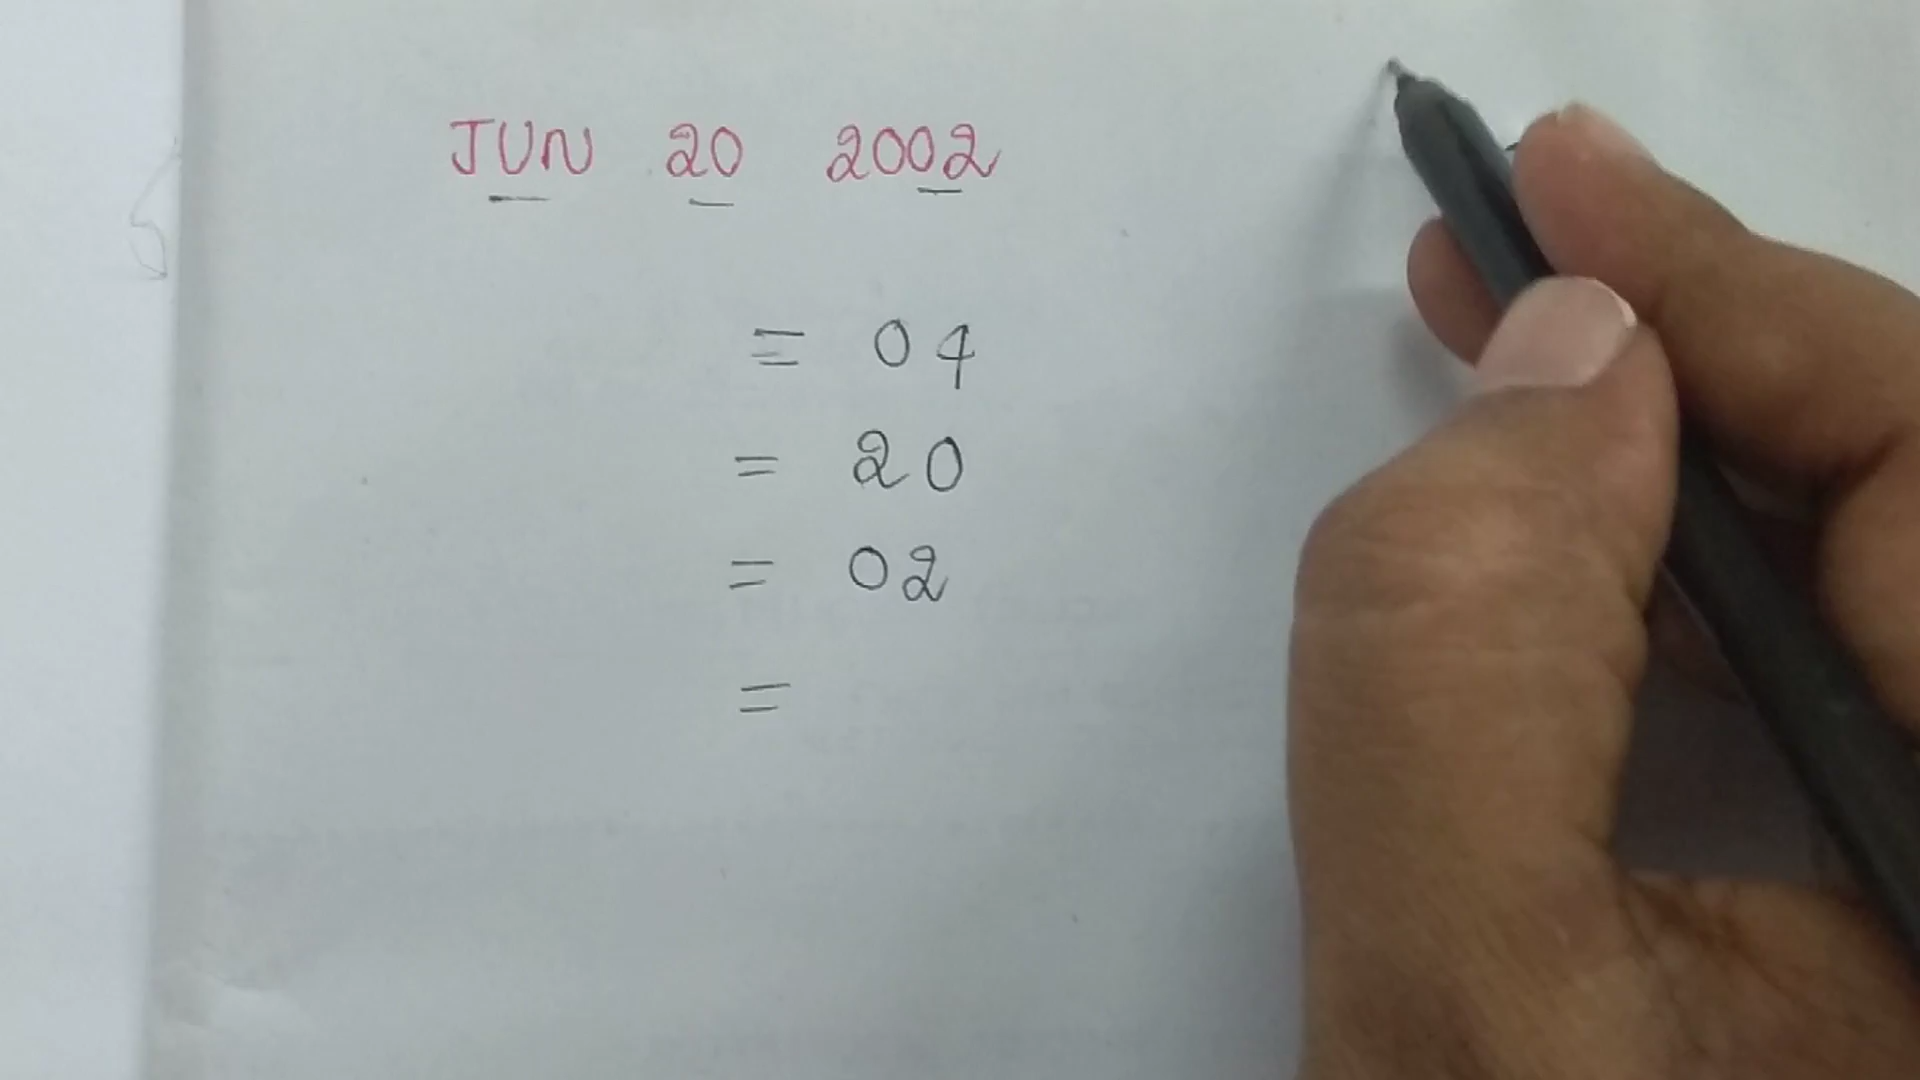 JUN 20 2002
= 04
= 20
= 02
=